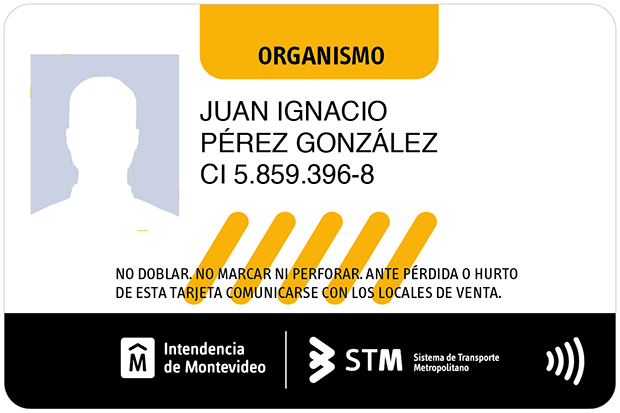 ORGANISMO
JUAN IGNACIO
PÉREZ GONZÁLEZ
CI 5.859.396-8
NO DOBLAR. NO MARCAR NI PERFORAR. ANTE PÉRDIDA O HURTO
DE ESTA TARJETA COMUNICARSE CON LOS LOCALES DE VENTA.
M
Intendencia
de Montevideo
STM
Sistema de Transporte
Metropolitano